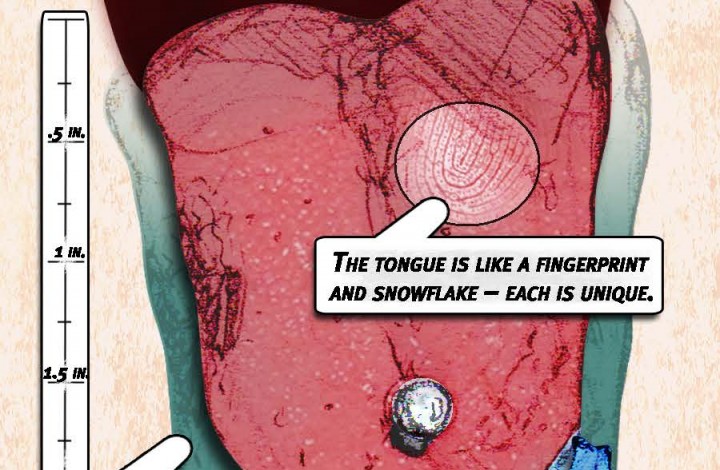 .5 IN.
1 IN.
1.5 IN.
THE TONGUE IS LIKE A FINGERPRINT
AND SNOWFLAKE – EACH IS UNIQUE.